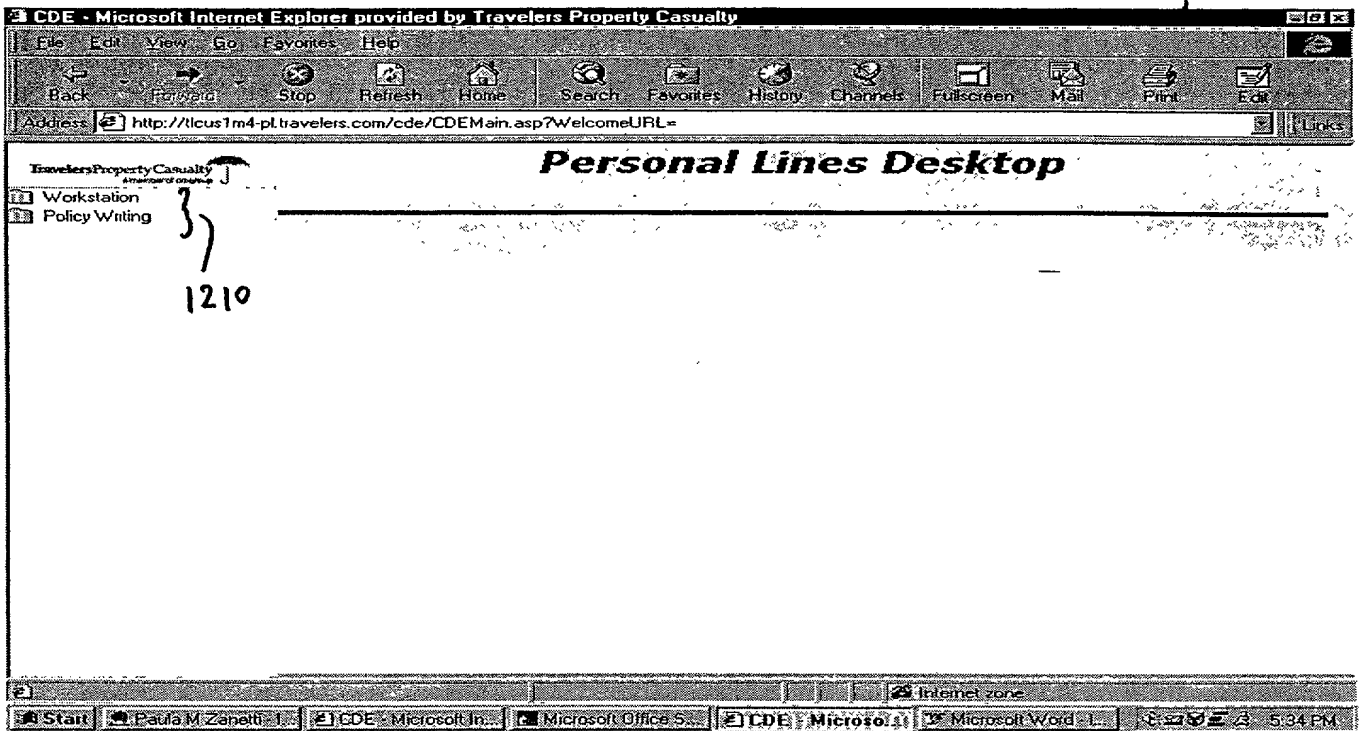 CDE - Microsoft Internet Explorer provided by Travelers Property Casualty
File Edit View Go Favorites Help
Back Forward Stop Refresh Home Search Favorites History Channels Fullscreen Mail Print Edit
Address http://tlcus1m4-pl.travelers.com/cde/CDEMain.asp?WelcomeURL= Links
TravelersPropertyCasualty
Personal Lines Desktop
Workstation
Policy Writing
1210
Internet zone
Start Paula M Zanetti - I... CDE - Microsoft In... Microsoft Office S... CDE - Microso... Microsoft Word - L... 5:34 PM